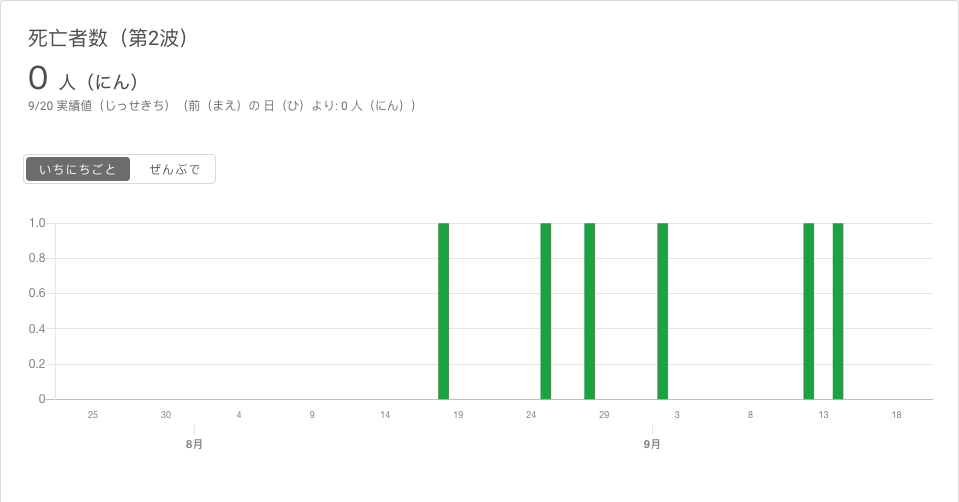 死亡者数（第2波）
0 人（にん）
9/20 実績値（じっせきち）（前（まえ）の 日（ひ）より: 0 人（にん））
いちにちごと ぜんぶで
1.0
0.8
0.6
0.4
0.2
0
25 30 4 9 14 19 24 29 3 8 13 18
8月 9月